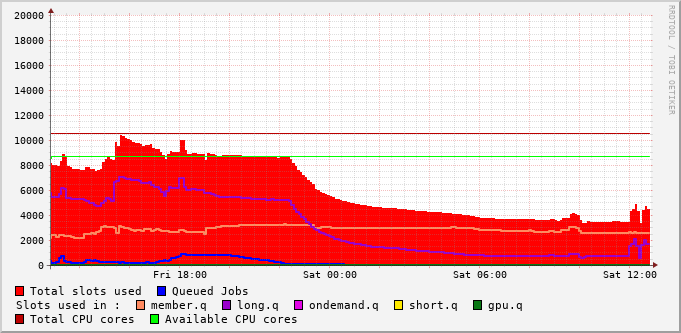 RRDTOOL / TOBI OETIKER
20000
18000
16000
14000
12000
10000
8000
6000
4000
2000
0
Fri 18:00 Sat 00:00 Sat 06:00 Sat 12:00
Total slots used Queued Jobs
Slots used in : member.q long.q ondemand.q short.q gpu.q
Total CPU cores Available CPU cores